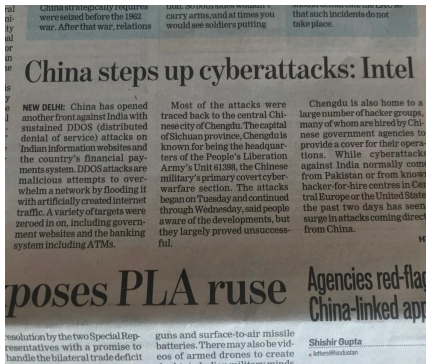 China strategically requires
were seized before the 1962
war. After that war, relations
carry arms, and at times you
would see soldiers putting
that such incidents do not
take place.
China steps up cyberattacks: Intel
NEW DELHI: China has opened
another front against India with
sustained DDOS (distributed
denial of service) attacks on
Indian information websites and
the country's financial pay-
ments system. DDOS attacks are
malicious attempts to over-
whelm a network by flooding it
with artificially created internet
traffic. A variety of targets were
zeroed in on, including govern-
ment websites and the banking
system including ATMs.
Most of the attacks were
traced back to the central Chi-
nese city of Chengdu. The capital
of Sichuan province, Chengdu is
known for being the headquar-
ters of the People's Liberation
Army's Unit 61398, the Chinese
military's primary covert cyber-
warfare section. The attacks
began on Tuesday and continued
through Wednesday, said people
aware of the developments, but
they largely proved unsuccess-
ful.
Chengdu is also home to a
large number of hacker groups,
many of whom are hired by Chi-
nese government agencies to
provide a cover for their opera-
tions. While cyberattacks
against India normally come
from Pakistan or from known
hacker-for-hire centres in Cen-
tral Europe or the United State
the past two days has seen
surge in attacks coming direct
from China.
poses PLA ruse
Agencies red-flag
China-linked app
resolution by the two Special Rep-
resentatives with a promise to
handle the bilateral trade deficit
guns and surface-to-air missile
batteries. There may also be vid-
eos of armed drones to create
Shishir Gupta
letters@hindustan